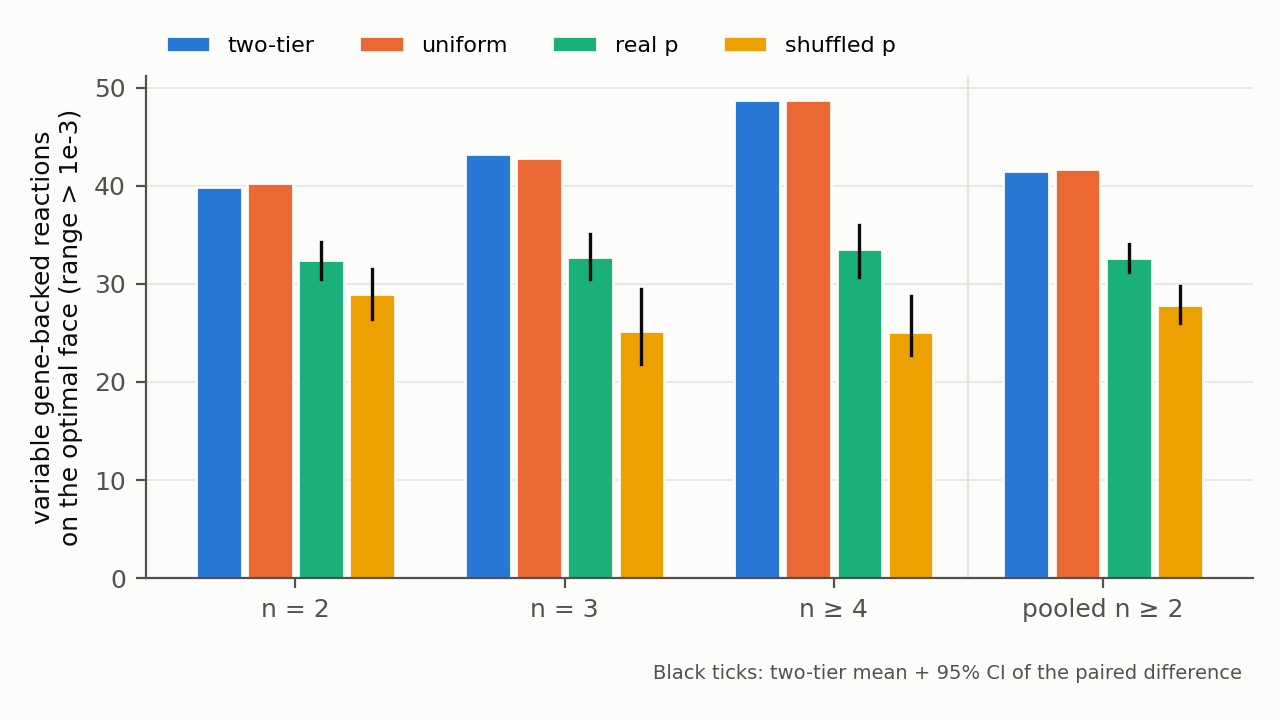 two-tier uniform real p shuffled p
variable gene-backed reactions
on the optimal face (range > 1e-3)
50
40
30
20
10
0
n = 2 n = 3 n ≥ 4 pooled n ≥ 2
Black ticks: two-tier mean + 95% CI of the paired difference